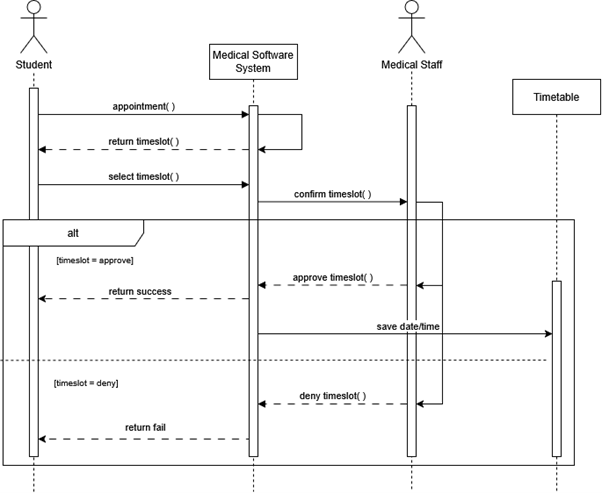 Student
Medical Software
System
Medical Staff
Timetable
appointment( )
return timeslot( )
select timeslot( )
confirm timeslot( )
alt
[timeslot = approve]
approve timeslot( )
return success
save date/time
[timeslot = deny]
deny timeslot( )
return fail